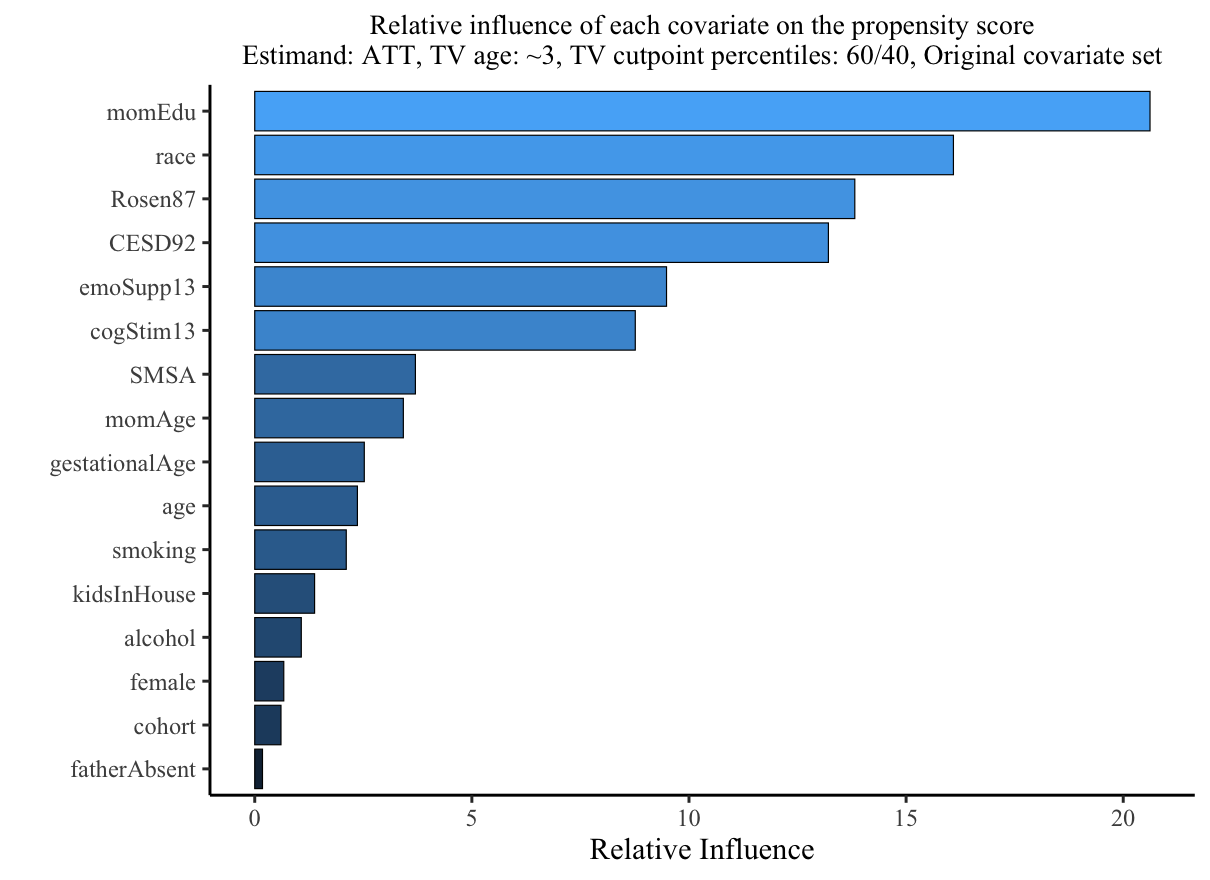 Relative influence of each covariate on the propensity score
Estimand: ATT, TV age: ~3, TV cutpoint percentiles: 60/40, Original covariate set
momEdu
race
Rosen87
CESD92
emoSupp13
cogStim13
SMSA
momAge
gestationalAge
age
smoking
kidsInHouse
alcohol
female
cohort
fatherAbsent
0 5 10 15 20
Relative Influence